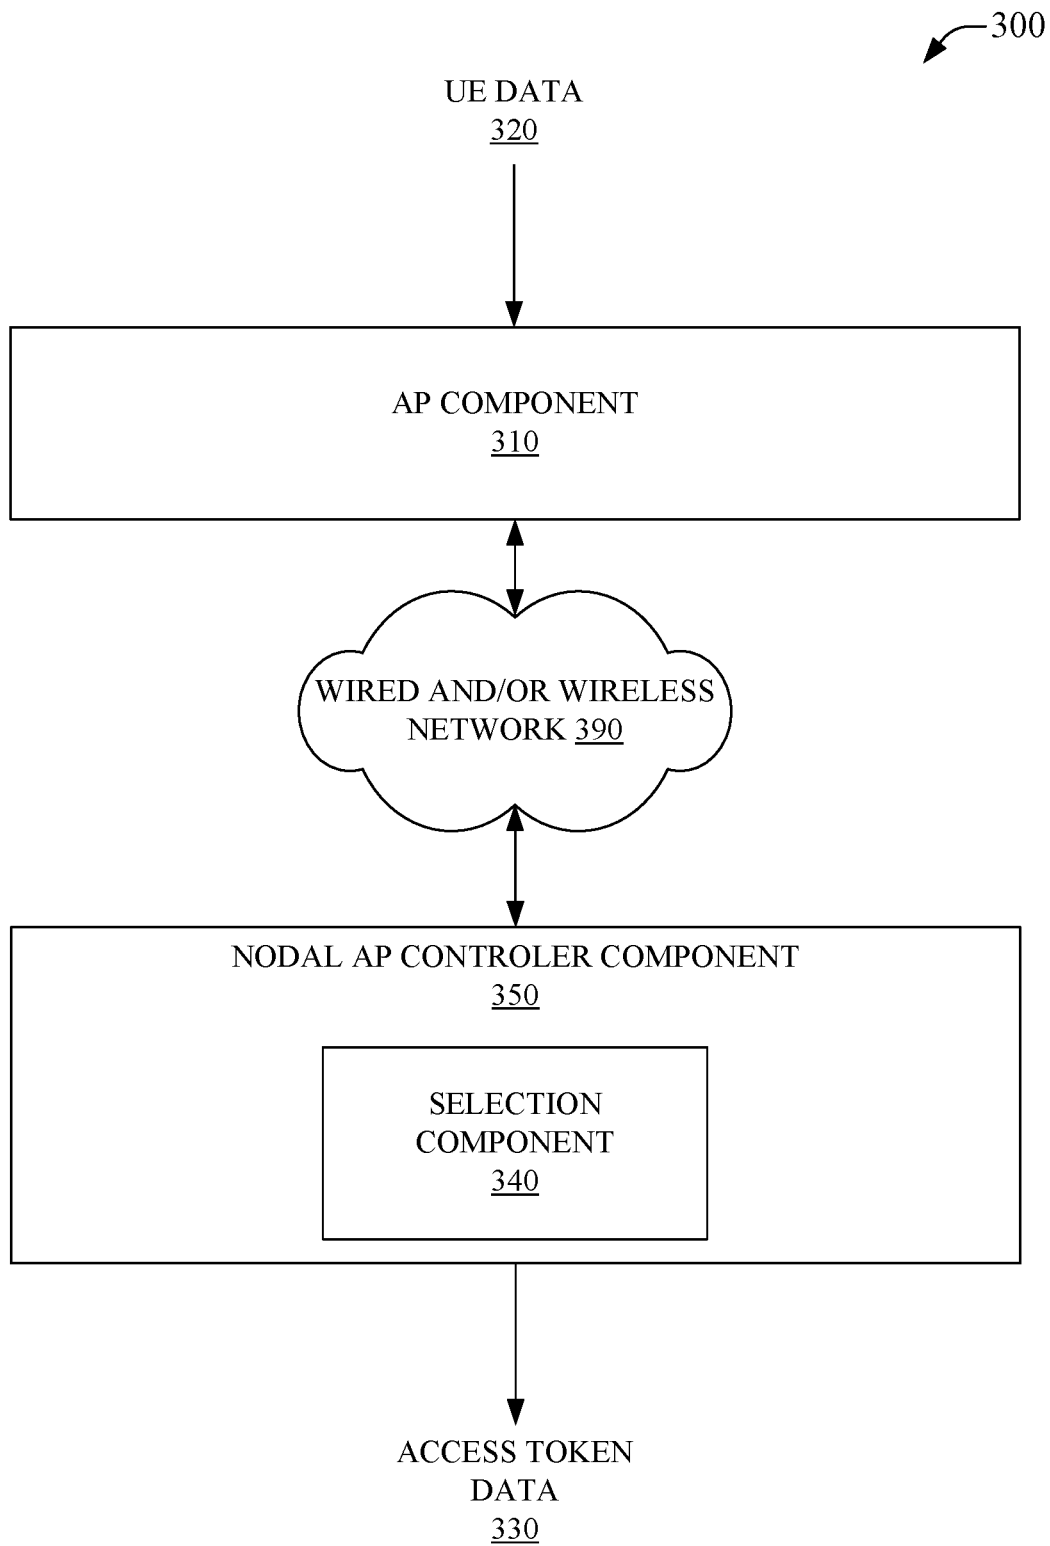 300
UE DATA
320
AP COMPONENT
310
WIRED AND/OR WIRELESS
NETWORK 390
NODAL AP CONTROLER COMPONENT
350
SELECTION
COMPONENT
340
ACCESS TOKEN
DATA
330